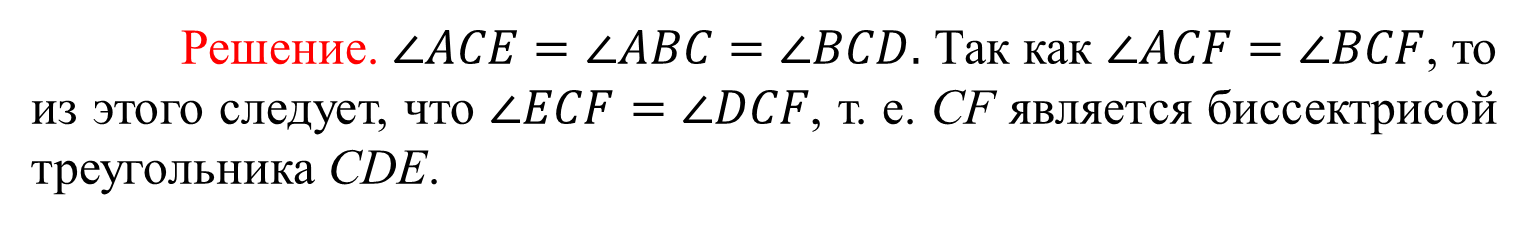 Решение. ∠ACE = ∠ABC = ∠BCD. Так как ∠ACF = ∠BCF, то
из этого следует, что ∠ECF = ∠DCF, т. е. CF является биссектрисой
треугольника CDE.